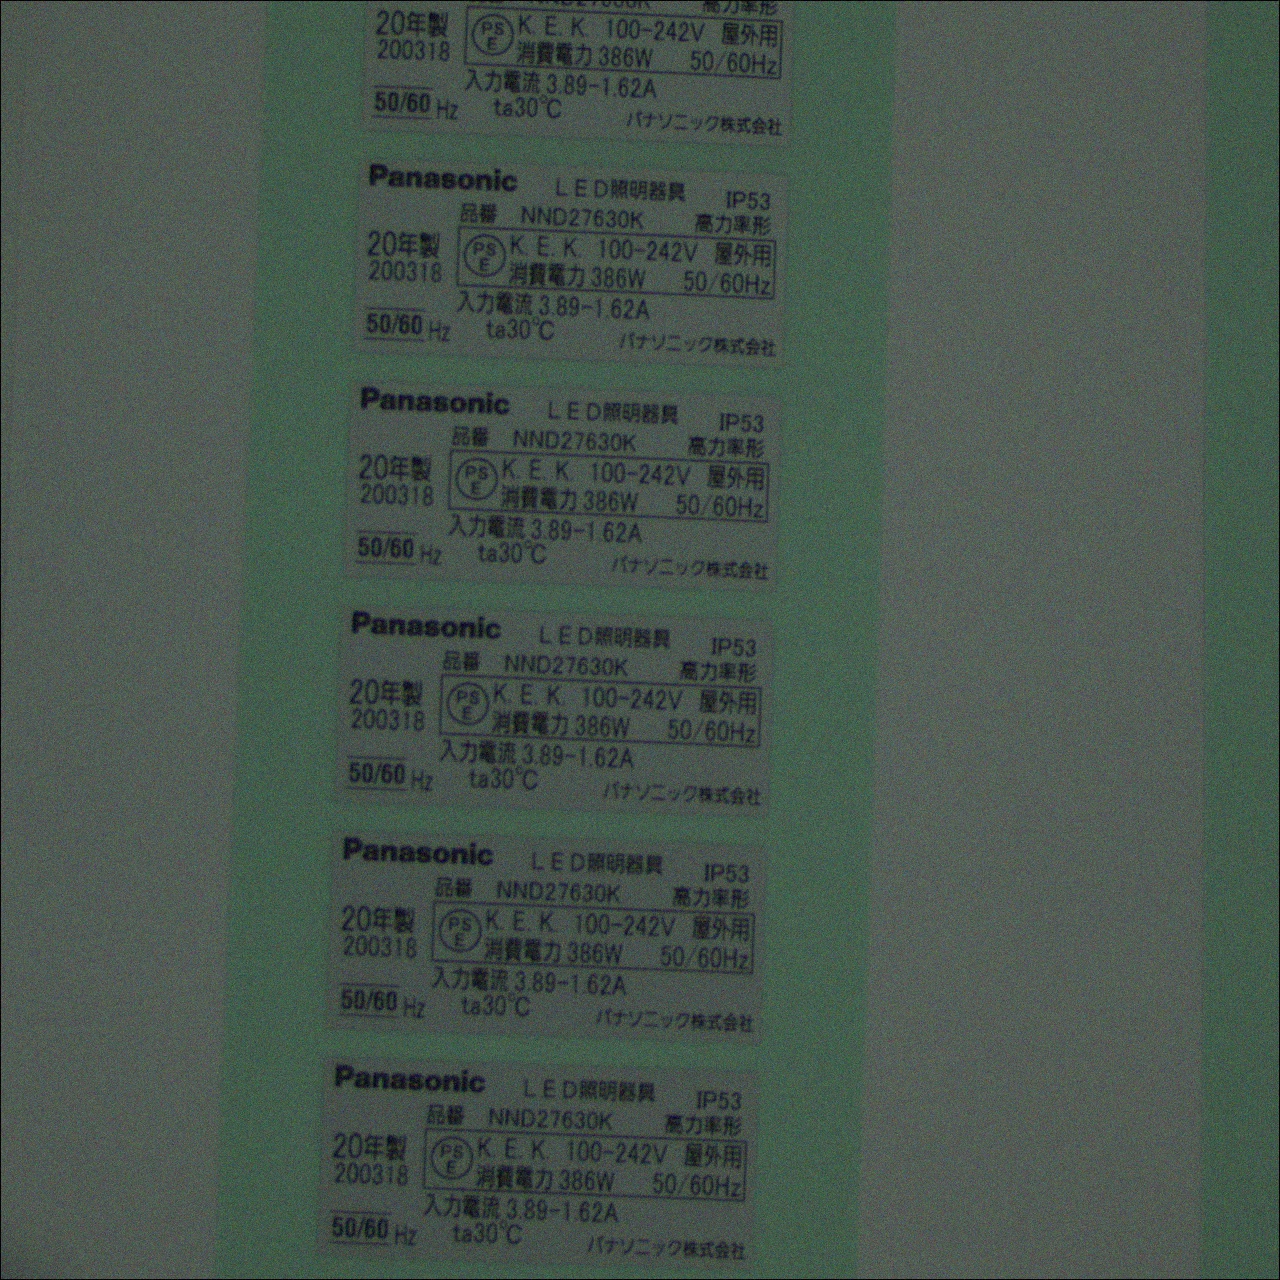 NND27630K 高力率形
20年製 PS E K. E. K. 100-242V 屋外用
200318 消費電力 386W 50/60Hz
入力電流 3.89-1.62A
50/60 Hz ta30℃ パナソニック株式会社
Panasonic LED照明器具 IP53
品番 NND27630K 高力率形
20年製 PS E K. E. K. 100-242V 屋外用
200318 消費電力 386W 50/60Hz
入力電流 3.89-1.62A
50/60 Hz ta30℃ パナソニック株式会社
Panasonic LED照明器具 IP53
品番 NND27630K 高力率形
20年製 PS E K. E. K. 100-242V 屋外用
200318 消費電力 386W 50/60Hz
入力電流 3.89-1.62A
50/60 Hz ta30℃ パナソニック株式会社
Panasonic LED照明器具 IP53
品番 NND27630K 高力率形
20年製 PS E K. E. K. 100-242V 屋外用
200318 消費電力 386W 50/60Hz
入力電流 3.89-1.62A
50/60 Hz ta30℃ パナソニック株式会社
Panasonic LED照明器具 IP53
品番 NND27630K 高力率形
20年製 PS E K. E. K. 100-242V 屋外用
200318 消費電力 386W 50/60Hz
入力電流 3.89-1.62A
50/60 Hz ta30℃ パナソニック株式会社
Panasonic LED照明器具 IP53
品番 NND27630K 高力率形
20年製 PS E K. E. K. 100-242V 屋外用
200318 消費電力 386W 50/60Hz
入力電流 3.89-1.62A
50/60 Hz ta30℃ パナソニック株式会社